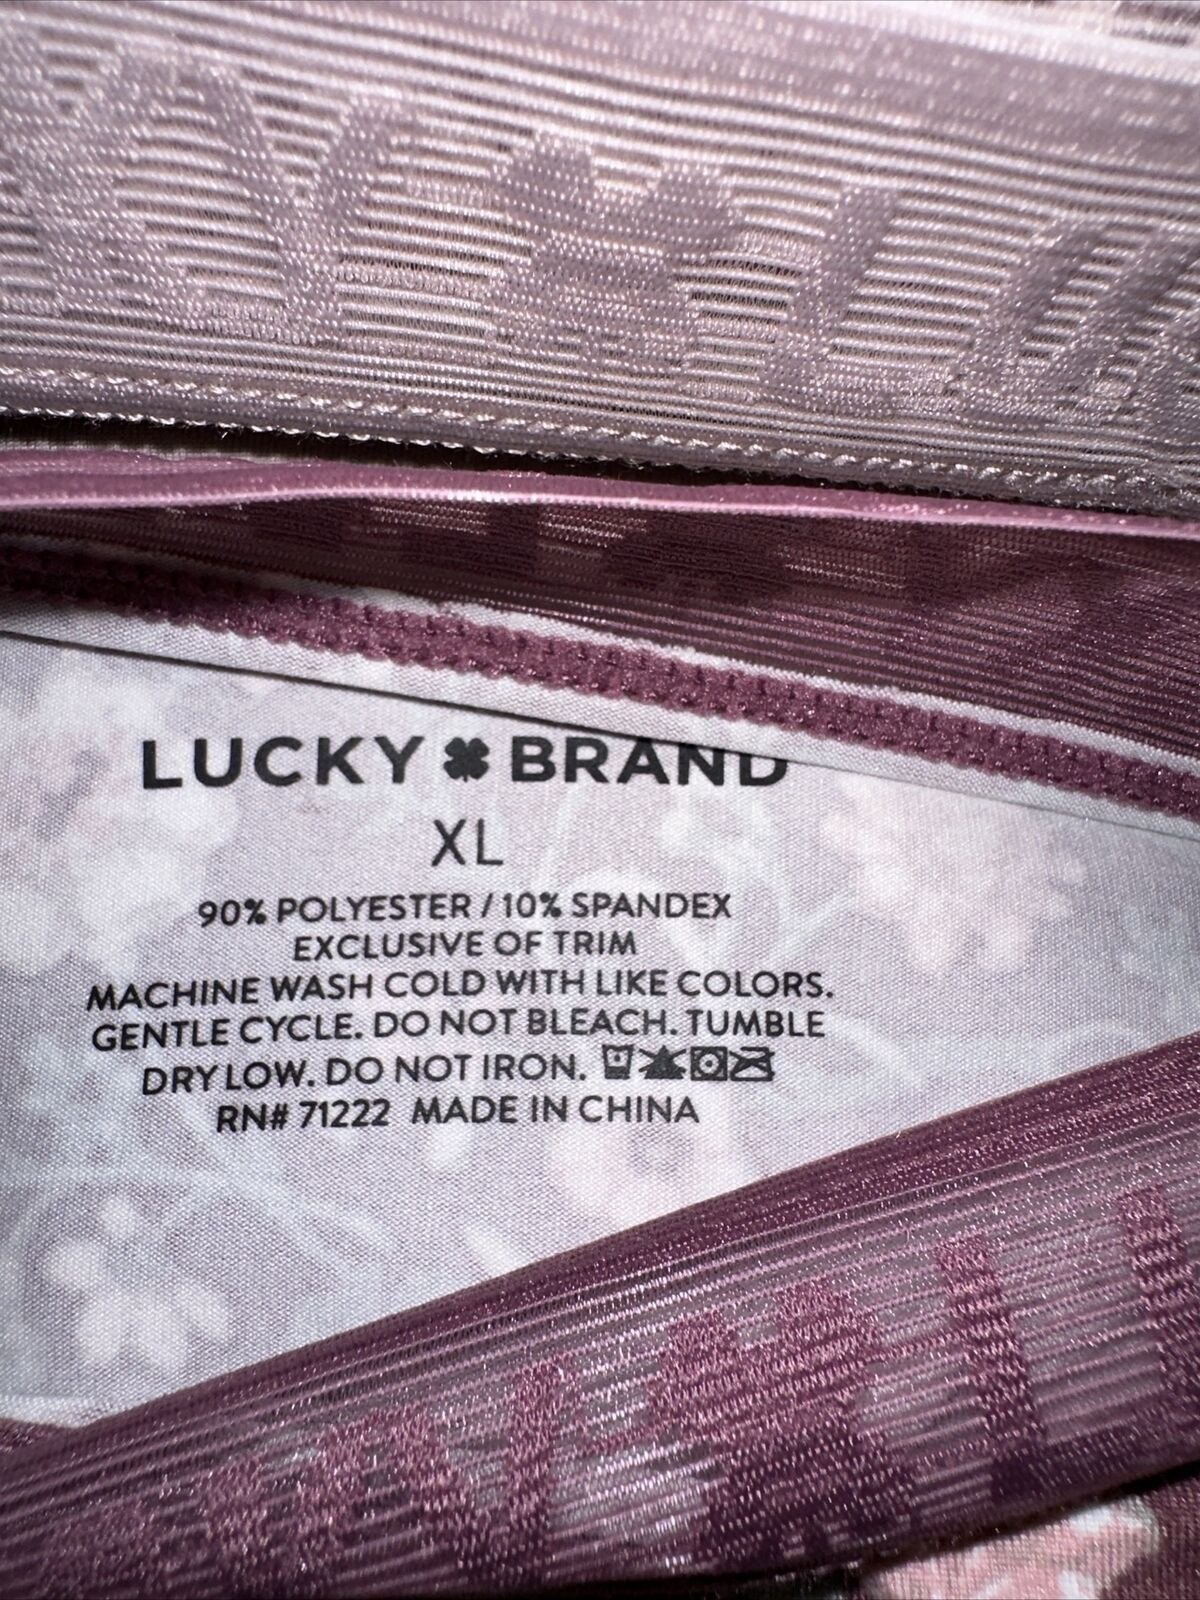 LUCKY BRAND
XL
90% POLYESTER / 10% SPANDEX
EXCLUSIVE OF TRIM
MACHINE WASH COLD WITH LIKE COLORS.
GENTLE CYCLE. DO NOT BLEACH. TUMBLE
DRY LOW. DO NOT IRON.
RN# 71222 MADE IN CHINA